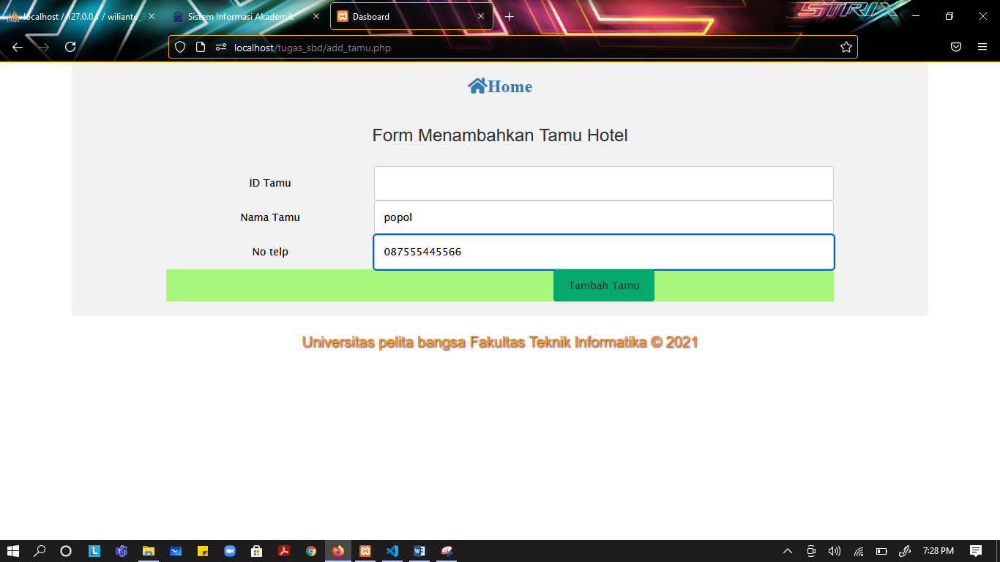 localhost / 127.0.0.1 / wilianto_
Sistem Informasi Akademik
Dasboard
STRIX
localhost/tugas_sbd/add_tamu.php
Home
Form Menambahkan Tamu Hotel
ID Tamu
Nama Tamu
popol
No telp
087555445566
Tambah Tamu
Universitas pelita bangsa Fakultas Teknik Informatika © 2021
7:28 PM